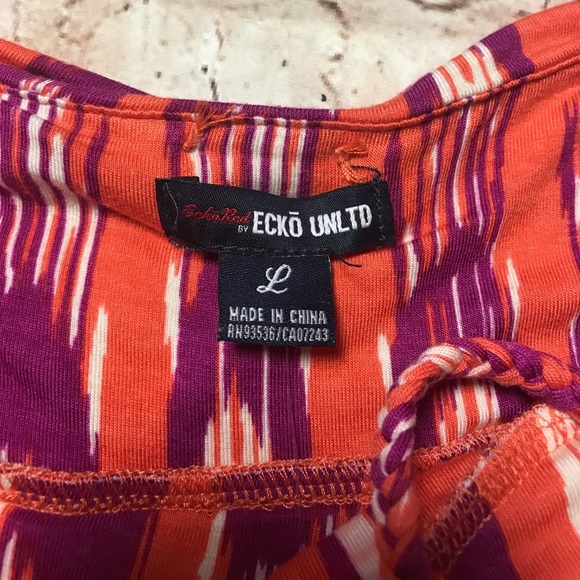 EckoRed
BY ECKŌ UNLTD
L
MADE IN CHINA
RN93536/CA07243